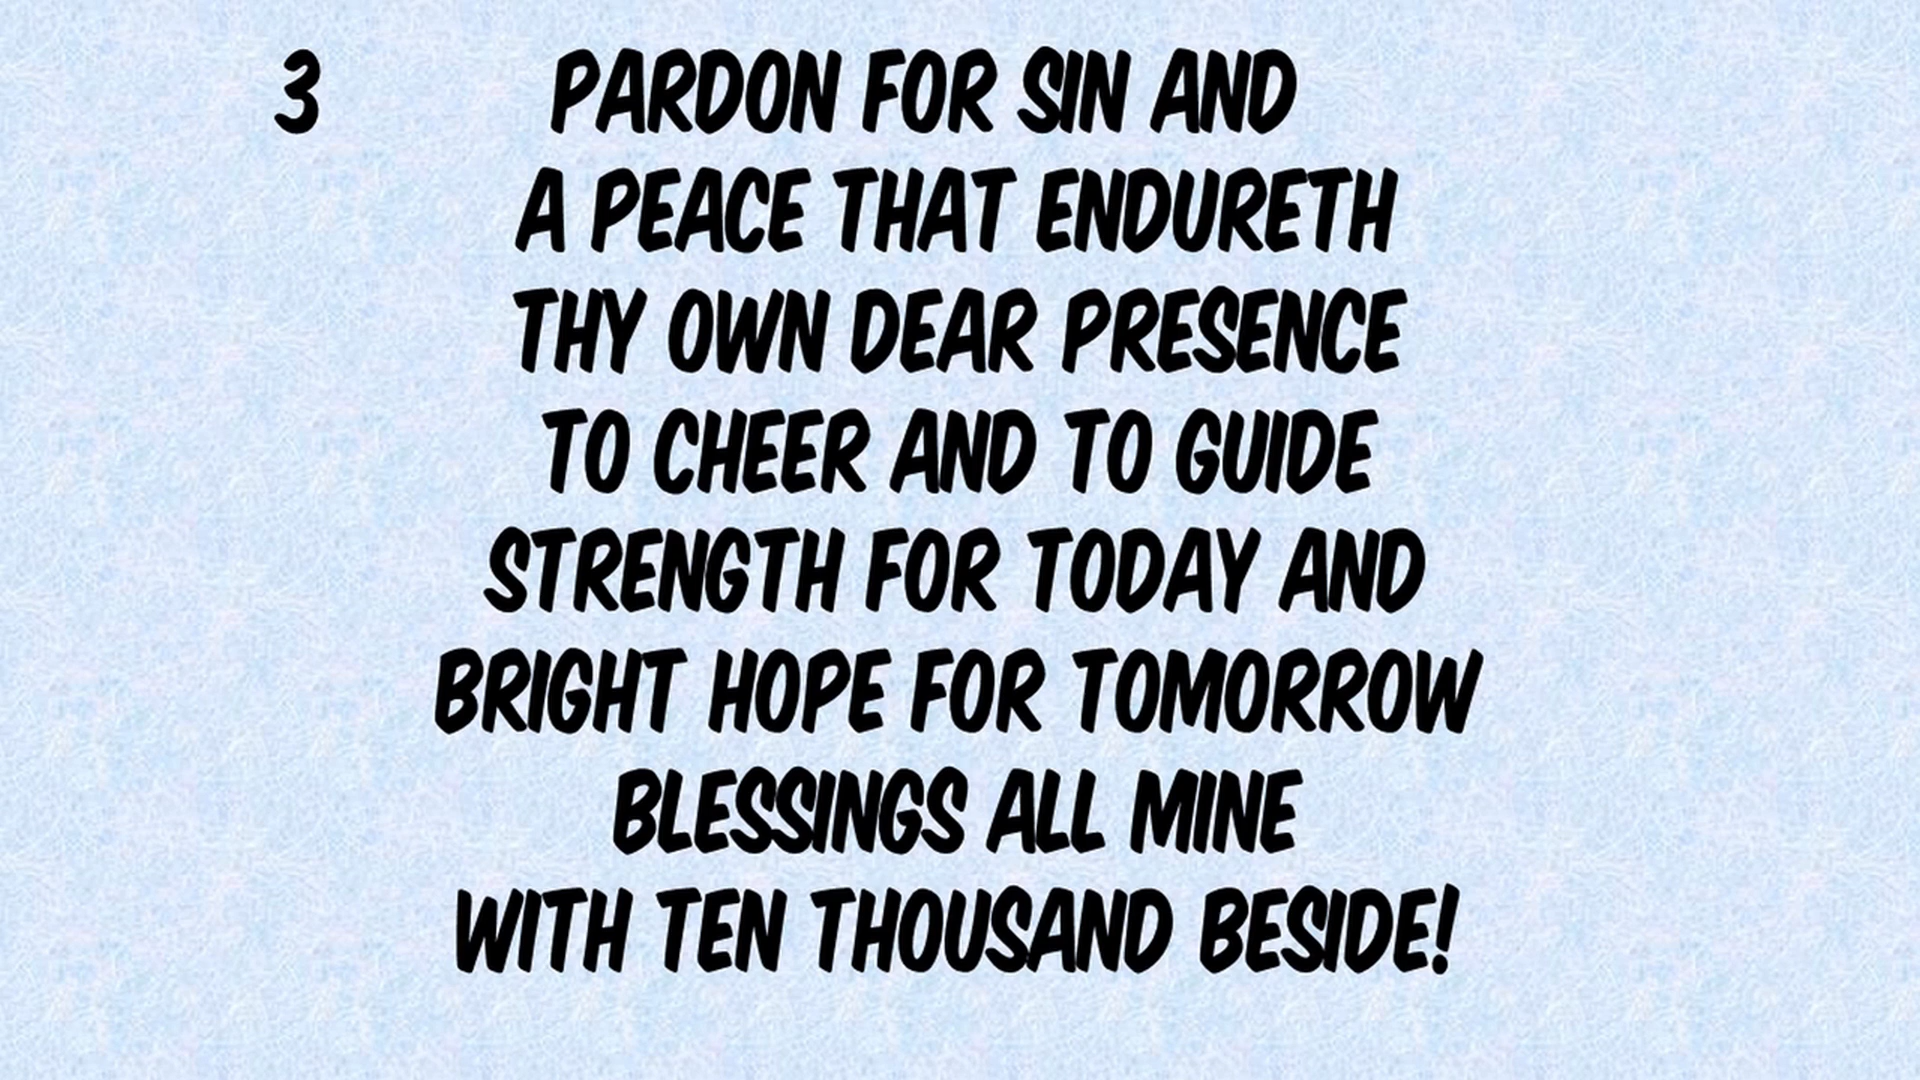 3 PARDON FOR SIN AND
A PEACE THAT ENDURETH
THY OWN DEAR PRESENCE
TO CHEER AND TO GUIDE
STRENGTH FOR TODAY AND
BRIGHT HOPE FOR TOMORROW
BLESSINGS ALL MINE
WITH TEN THOUSAND BESIDE!